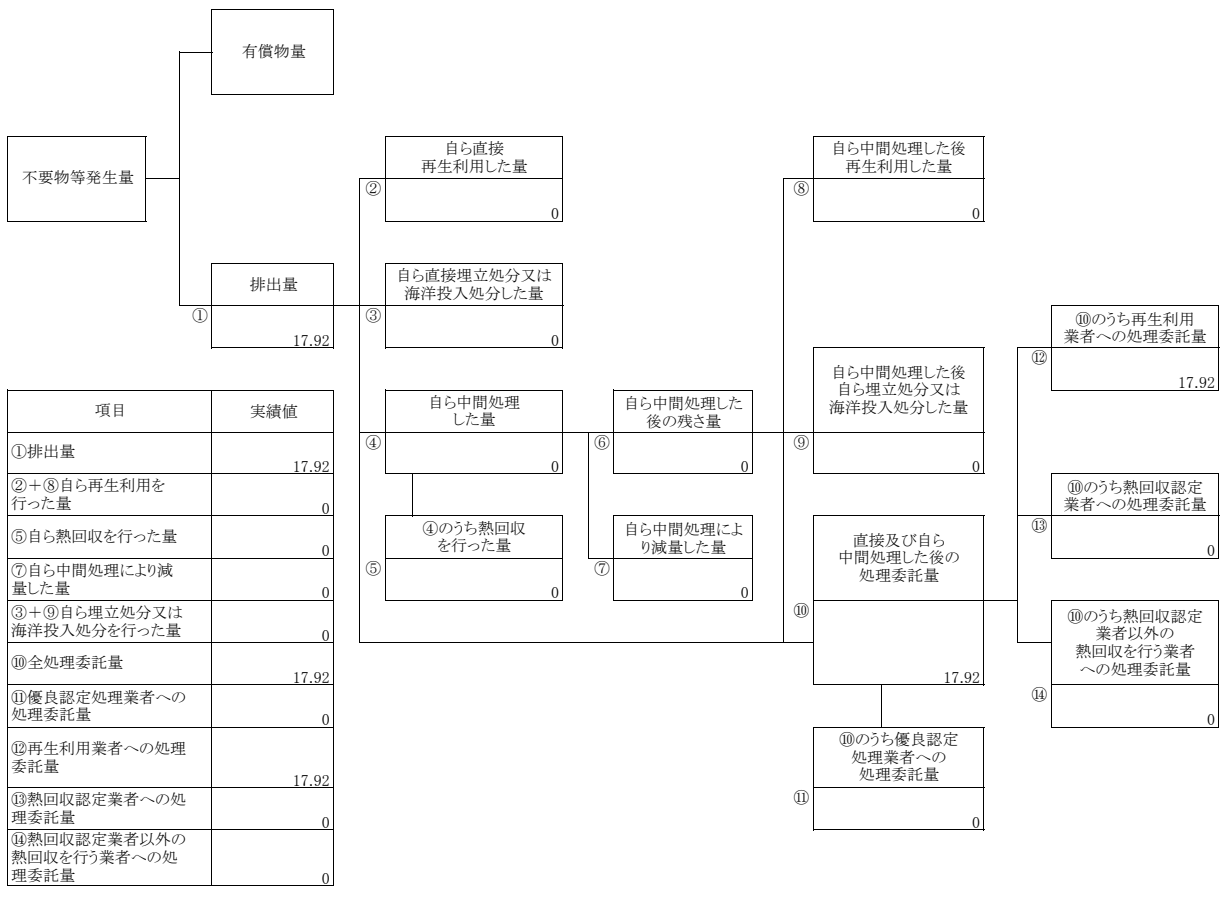 有償物量
不要物等発生量
排出量
①
17.92
自ら直接
再生利用した量
②
0
自ら直接埋立処分又は
海洋投入処分した量
③
0
自ら中間処理
した量
④
0
④のうち熱回収
を行った量
⑤
0
自ら中間処理した
後の残さ量
⑥
0
自ら中間処理によ
り減量した量
⑦
0
自ら中間処理した後
再生利用した量
⑧
0
自ら中間処理した後
自ら埋立処分又は
海洋投入処分した量
⑨
0
直接及び自ら
中間処理した後の
処理委託量
⑩
17.92
⑩のうち優良認定
処理業者への
処理委託量
⑪
0
⑩のうち再生利用
業者への処理委託量
⑫
17.92
⑩のうち熱回収認定
業者への処理委託量
⑬
0
⑩のうち熱回収認定
業者以外の
熱回収を行う業者
への処理委託量
⑭
0
項目 実績値
①排出量
17.92
②＋⑧自ら再生利用を
行った量
0
⑤自ら熱回収を行った量
0
⑦自ら中間処理により減
量した量
0
③＋⑨自ら埋立処分又は
海洋投入処分を行った量
0
⑩全処理委託量
17.92
⑪優良認定処理業者への
処理委託量
0
⑫再生利用業者への処理
委託量
17.92
⑬熱回収認定業者への処
理委託量
0
⑭熱回収認定業者以外の
熱回収を行う業者への処
理委託量
0